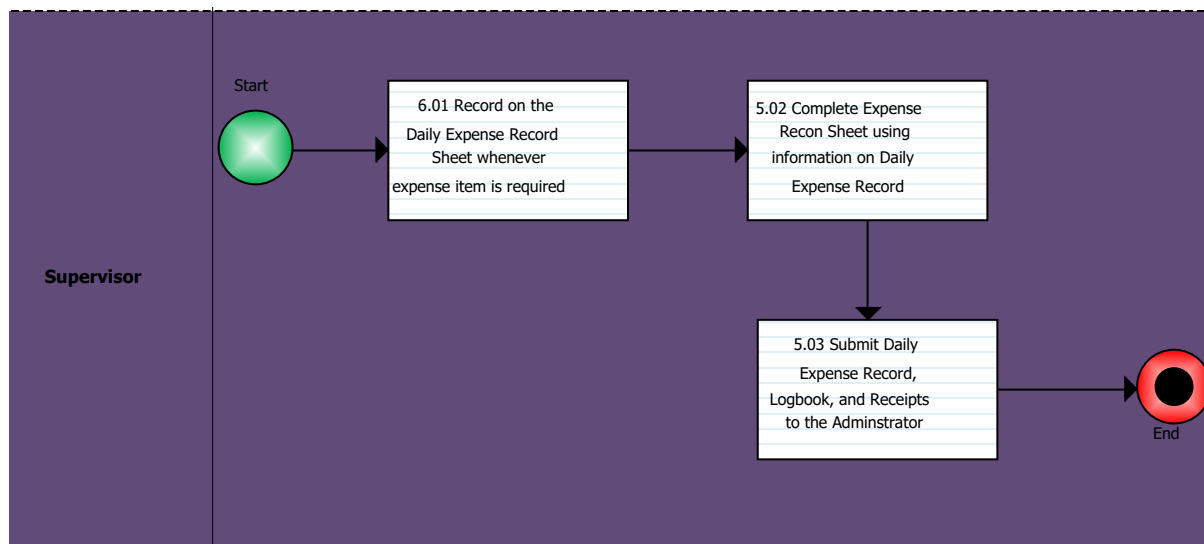 Start
6.01 Record on the
Daily Expense Record
Sheet whenever
expense item is required
5.02 Complete Expense
Recon Sheet using
information on Daily
Expense Record
Supervisor
5.03 Submit Daily
Expense Record,
Logbook, and Receipts
to the Adminstrator
End